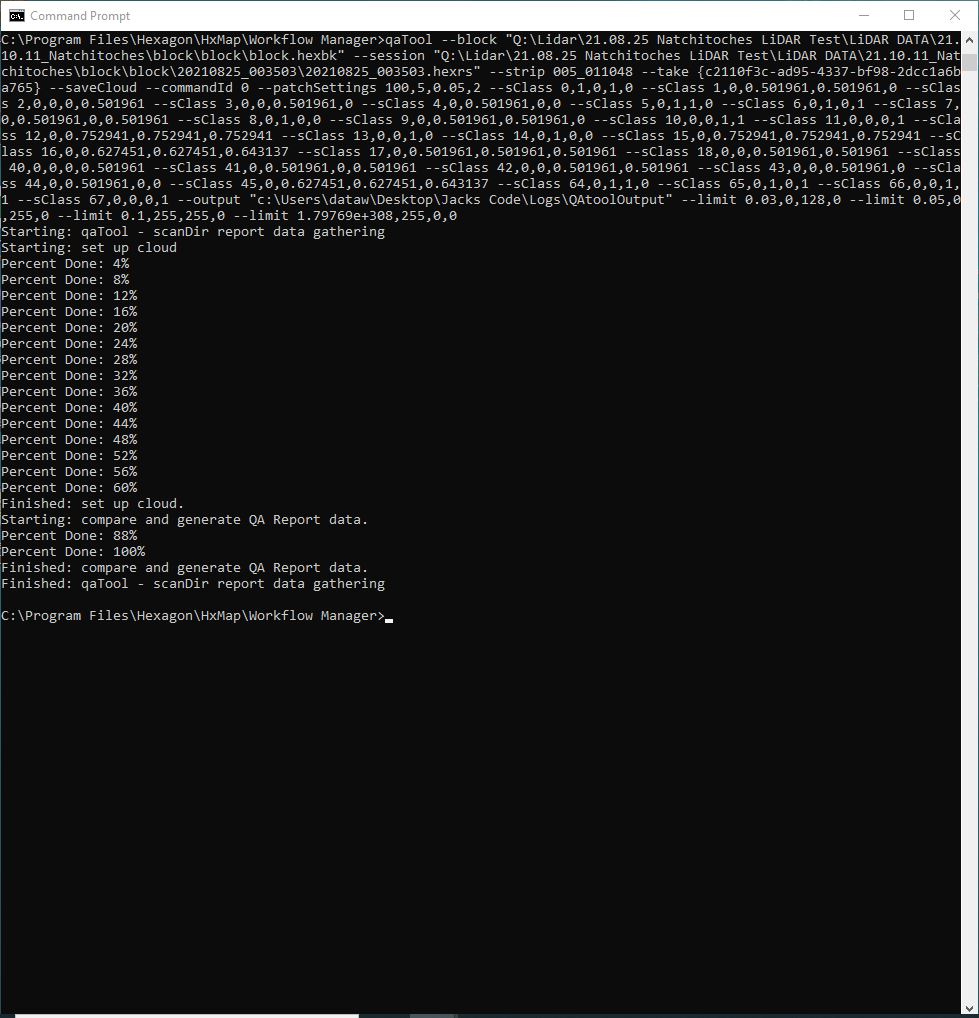 Command Prompt
C:\Program Files\Hexagon\HxMap\Workflow Manager>qaTool --block "Q:\Lidar\21.08.25 Natchitoches LiDAR Test\LiDAR DATA\21.
10.11_Natchitoches\block\block\block.hexbk" --session "Q:\Lidar\21.08.25 Natchitoches LiDAR Test\LiDAR DATA\21.10.11_Nat
chitoches\block\block\20210825_003503\20210825_003503.hexrs" --strip 005_011048 --take {c2110f3c-ad95-4337-bf98-2dcc1a6b
a765} --saveCloud --commandId 0 --patchSettings 100,5,0.05,2 --sClass 0,1,0,1,0 --sClass 1,0,0.501961,0.501961,0 --sClas
s 2,0,0,0,0.501961 --sClass 3,0,0,0.501961,0 --sClass 4,0,0.501961,0,0 --sClass 5,0,1,1,0 --sClass 6,0,1,0,1 --sClass 7,
0,0.501961,0,0.501961 --sClass 8,0,1,0,0 --sClass 9,0,0.501961,0.501961,0 --sClass 10,0,0,1,1 --sClass 11,0,0,0,1 --sCla
ss 12,0,0.752941,0.752941,0.752941 --sClass 13,0,0,1,0 --sClass 14,0,1,0,0 --sClass 15,0,0.752941,0.752941,0.752941 --sC
lass 16,0,0.627451,0.627451,0.643137 --sClass 17,0,0.501961,0.501961,0.501961 --sClass 18,0,0,0.501961,0.501961 --sClass
 40,0,0,0,0.501961 --sClass 41,0,0.501961,0,0.501961 --sClass 42,0,0,0.501961,0.501961 --sClass 43,0,0,0.501961,0 --sCla
ss 44,0,0.501961,0,0 --sClass 45,0,0.627451,0.627451,0.643137 --sClass 64,0,1,1,0 --sClass 65,0,1,0,1 --sClass 66,0,0,1,
1 --sClass 67,0,0,0,1 --output "c:\Users\dataw\Desktop\Jacks Code\Logs\QAtoolOutput" --limit 0.03,0,128,0 --limit 0.05,0
,255,0 --limit 0.1,255,255,0 --limit 1.79769e+308,255,0,0
Starting: qaTool - scanDir report data gathering
Starting: set up cloud
Percent Done: 4%
Percent Done: 8%
Percent Done: 12%
Percent Done: 16%
Percent Done: 20%
Percent Done: 24%
Percent Done: 28%
Percent Done: 32%
Percent Done: 36%
Percent Done: 40%
Percent Done: 44%
Percent Done: 48%
Percent Done: 52%
Percent Done: 56%
Percent Done: 60%
Finished: set up cloud.
Starting: compare and generate QA Report data.
Percent Done: 88%
Percent Done: 100%
Finished: compare and generate QA Report data.
Finished: qaTool - scanDir report data gathering
C:\Program Files\Hexagon\HxMap\Workflow Manager>